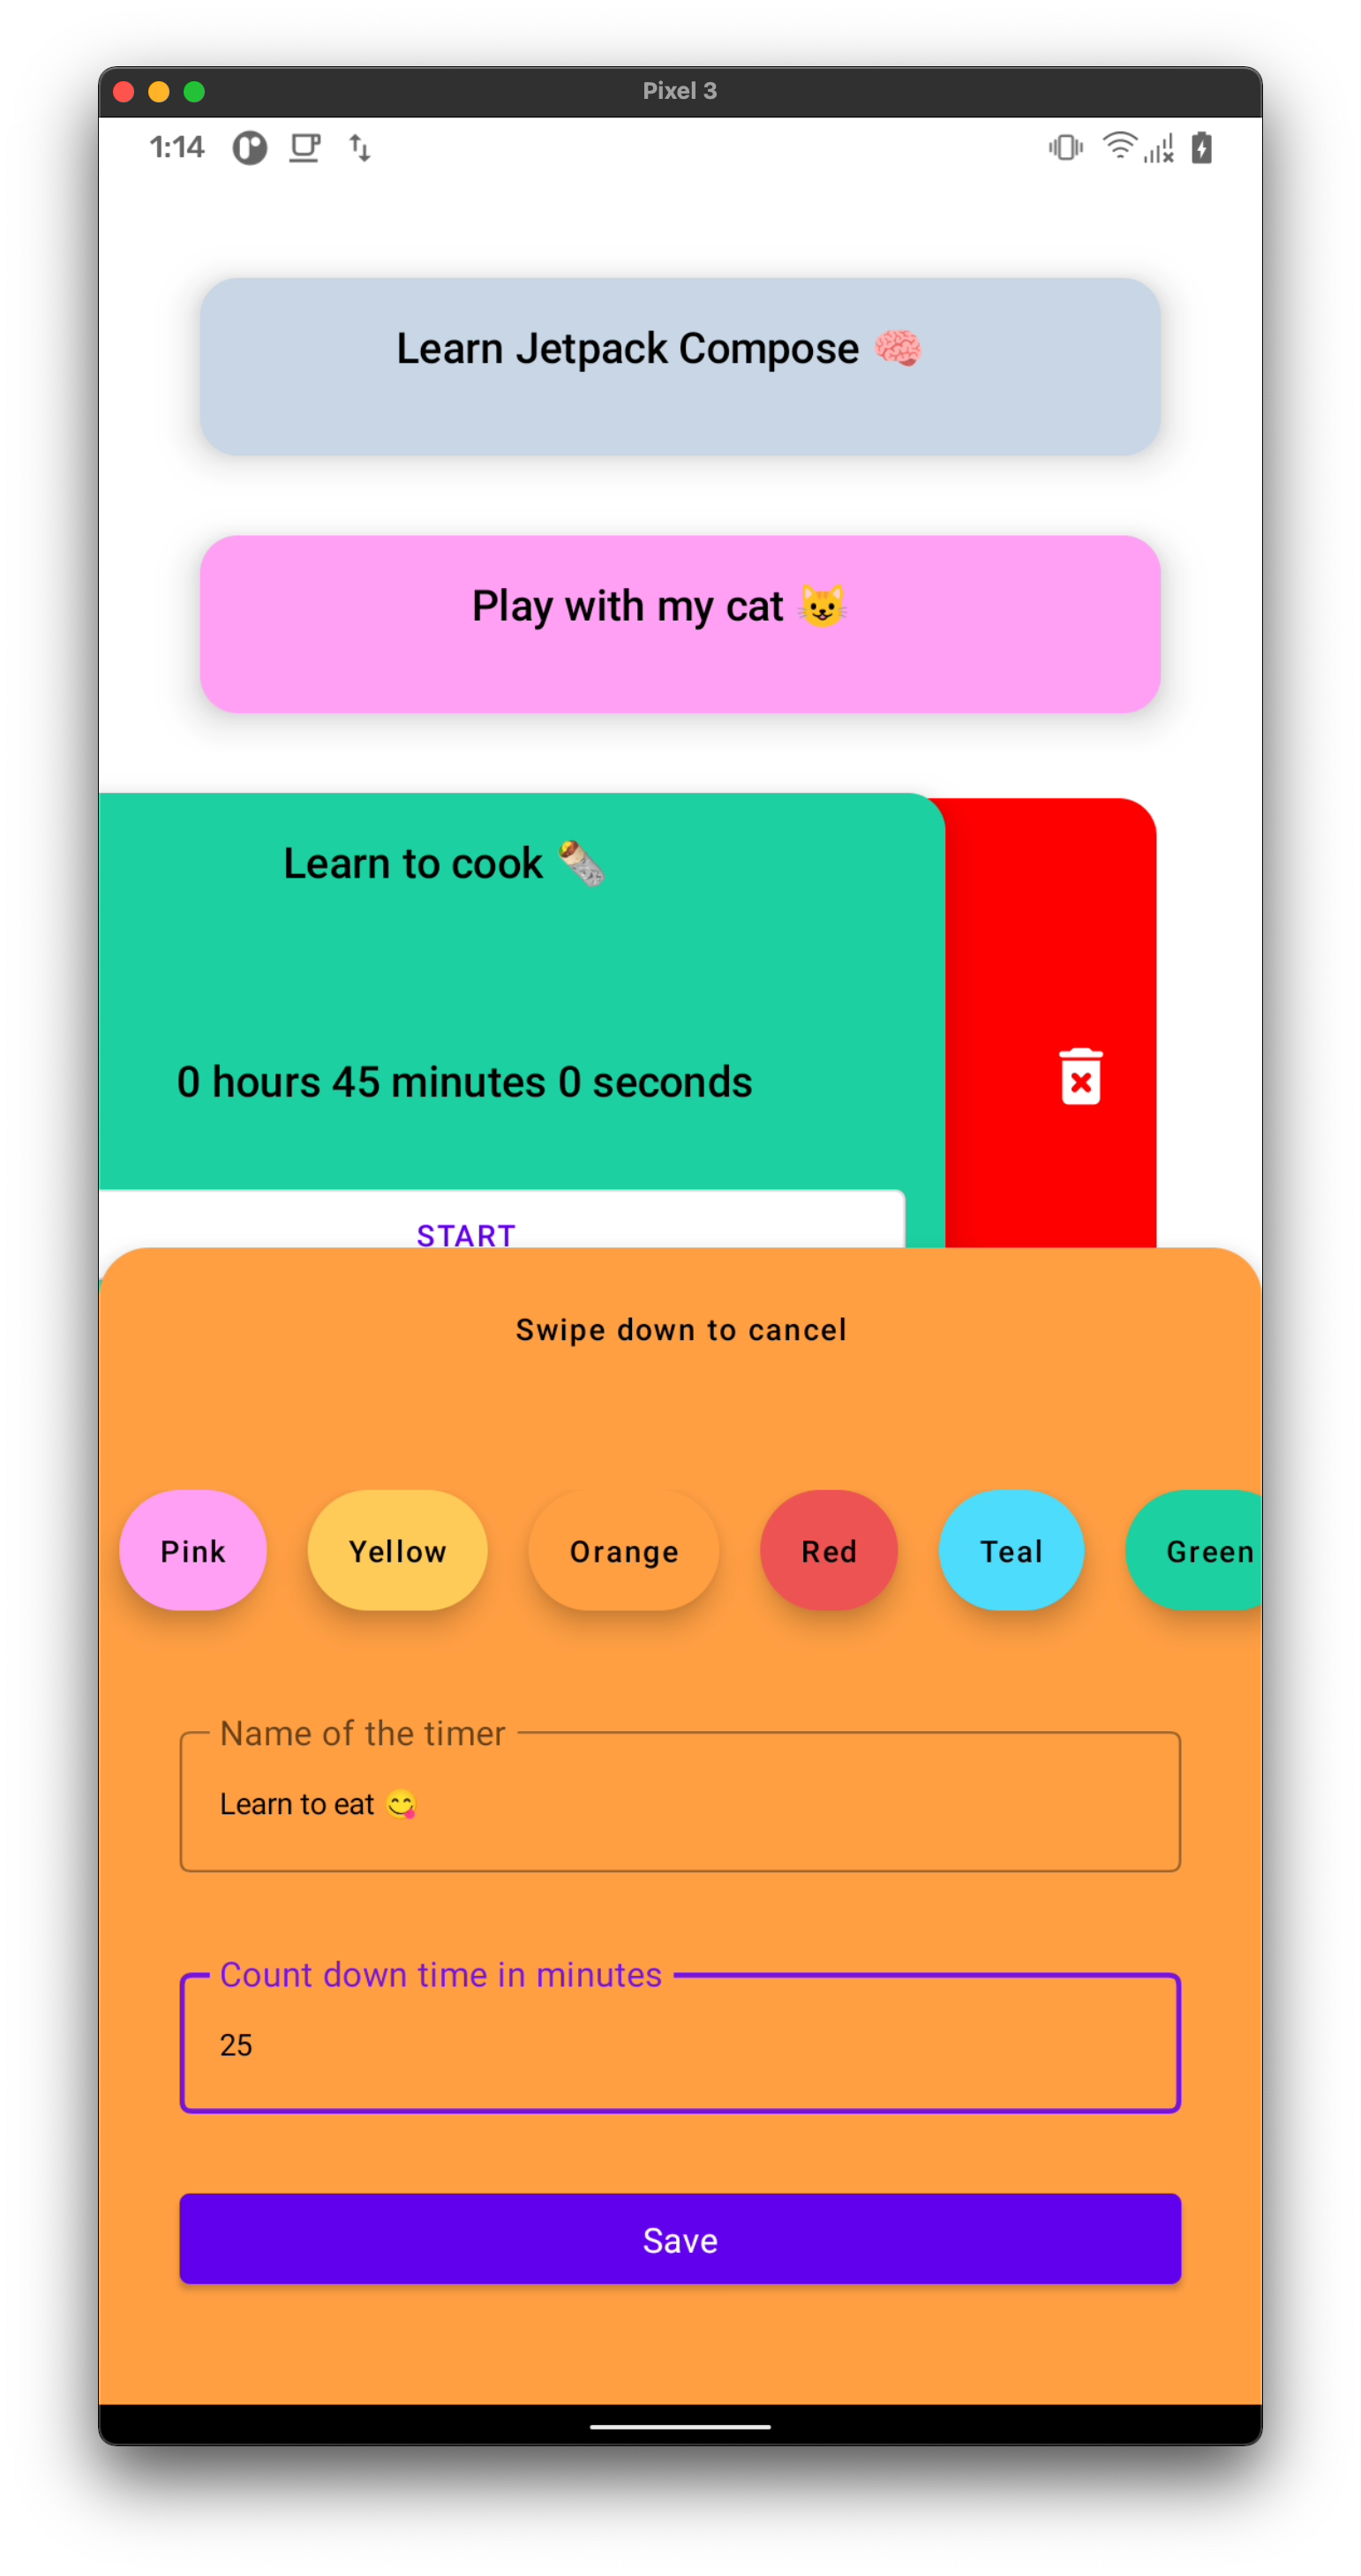 Pixel 3
1:14
Learn Jetpack Compose 🧠
Play with my cat 😺
Learn to cook 🌯
0 hours 45 minutes 0 seconds
START
Swipe down to cancel
Pink Yellow Orange Red Teal Green
Name of the timer
Learn to eat 😋
Count down time in minutes
25
Save